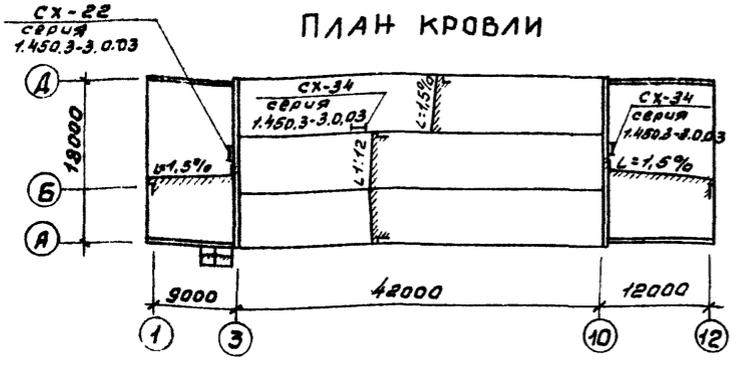 СХ-22
серия
1.450.3-3.0.03
ПЛАН КРОВЛИ
Д
СХ-34
серия
1.450.3-3.0.03
i=1,5%
СХ-34
серия
1.450.3-3.0.03
18000
i=1,5%
i 1:12
i=1,5%
Б
А
9000
42000
12000
1
3
10
12